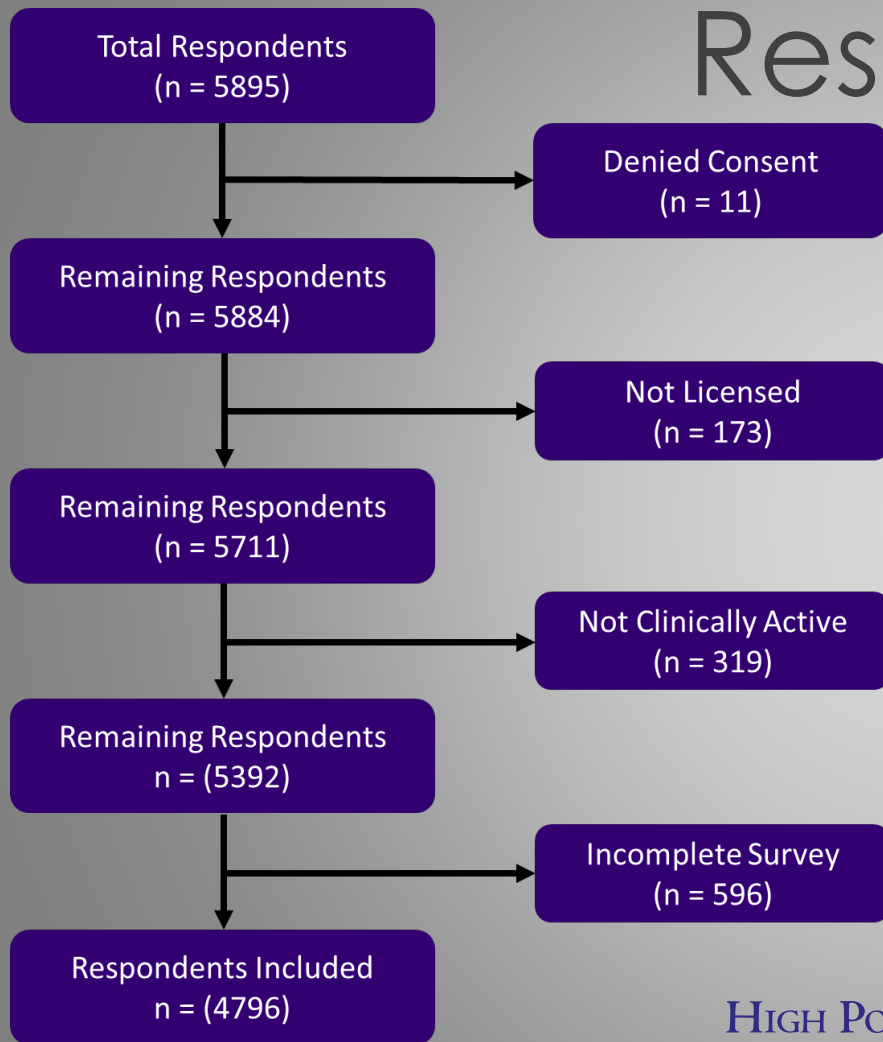 Res
Total Respondents
(n = 5895)
Denied Consent
(n = 11)
Remaining Respondents
(n = 5884)
Not Licensed
(n = 173)
Remaining Respondents
(n = 5711)
Not Clinically Active
(n = 319)
Remaining Respondents
n = (5392)
Incomplete Survey
(n = 596)
Respondents Included
n = (4796)
HIGH PO